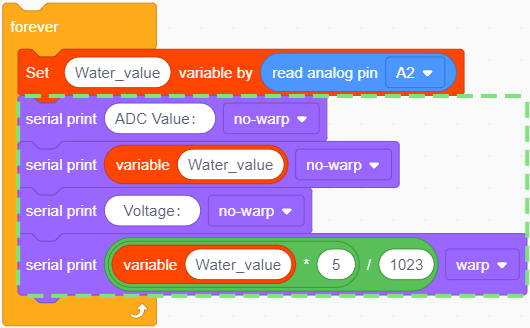 forever
Set Water_value variable by read analog pin A2
serial print ADC Value: no-warp
serial print variable Water_value no-warp
serial print Voltage: no-warp
serial print variable Water_value * 5 / 1023 warp